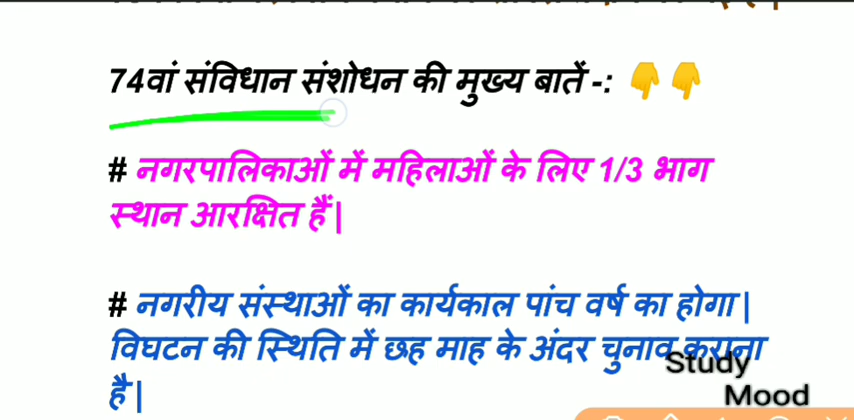 74वां संविधान संशोधन की मुख्य बातें -: 👇👇
# नगरपालिकाओं में महिलाओं के लिए 1/3 भाग
स्थान आरक्षित हैं|
# नगरीय संस्थाओं का कार्यकाल पांच वर्ष का होगा|
विघटन की स्थिति में छह माह के अंदर चुनाव कराना
है|
Study
Mood